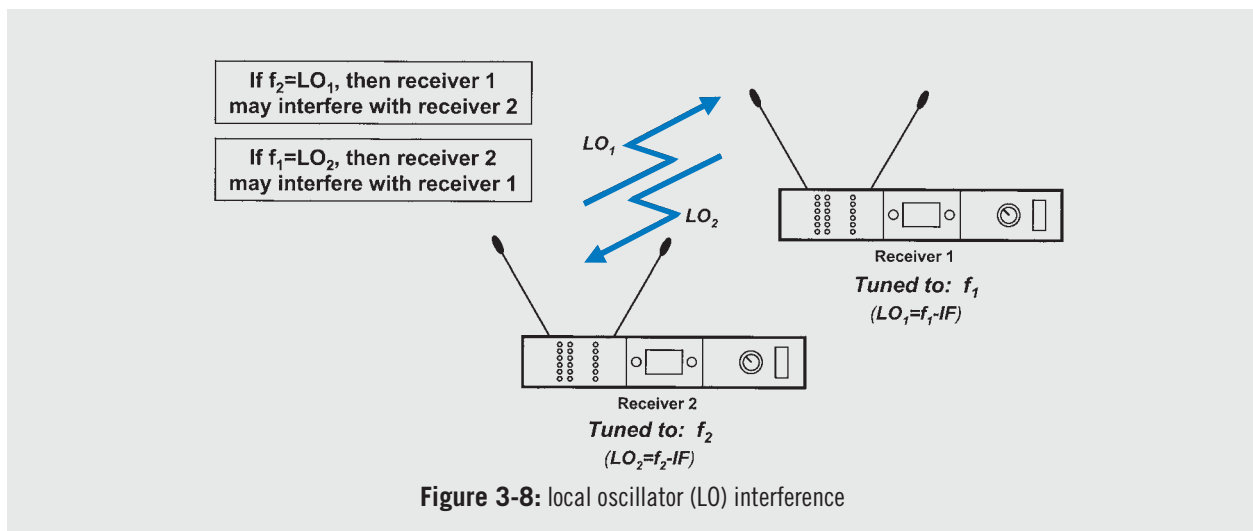 If f₂=LO₁, then receiver 1
may interfere with receiver 2
If f₁=LO₂, then receiver 2
may interfere with receiver 1
LO₁
LO₂
Receiver 1
Tuned to: f₁
(LO₁=f₁-IF)
Receiver 2
Tuned to: f₂
(LO₂=f₂-IF)
Figure 3-8: local oscillator (LO) interference